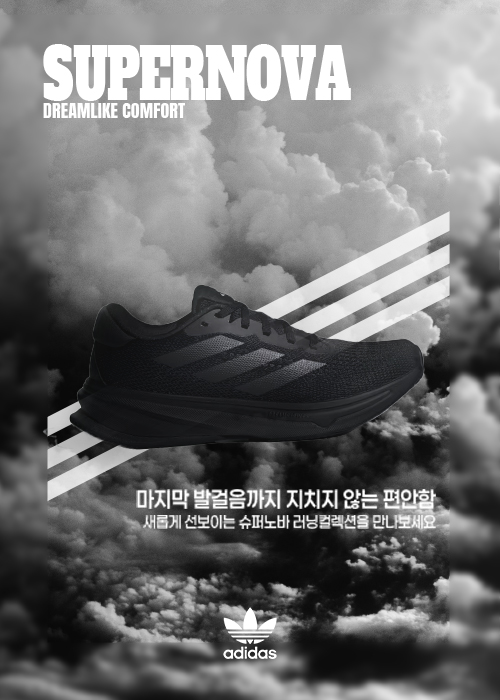 SUPERNOVA
DREAMLIKE COMFORT
마지막 발걸음까지 지치지 않는 편안함
새롭게 선보이는 슈퍼노바 러닝컬렉션을 만나보세요
adidas